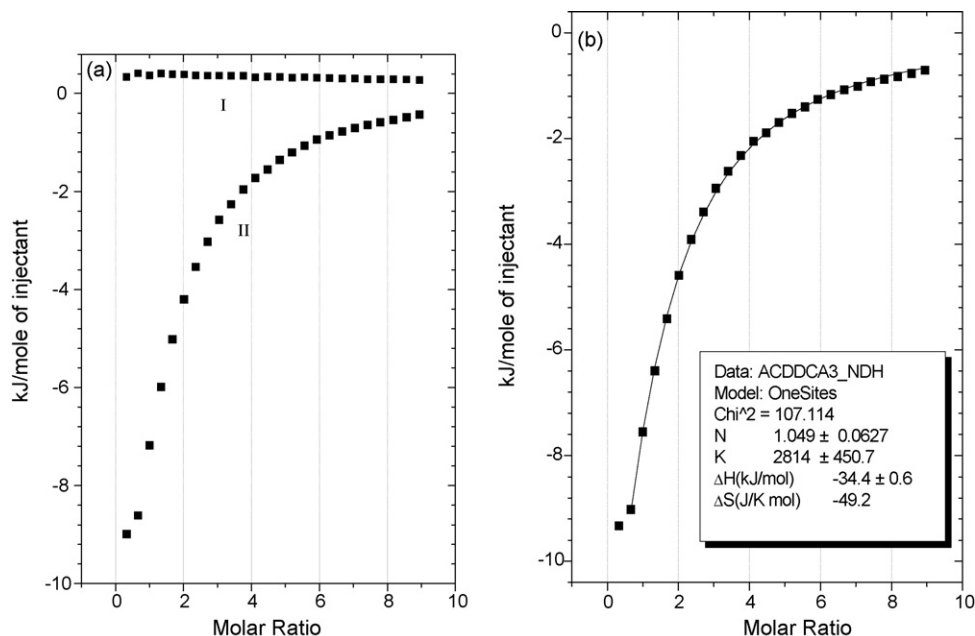 (a)
I
II
0
-2
-4
-6
-8
-10
kJ/mole of injectant
0 2 4 6 8 10
Molar Ratio
(b)
0
-2
-4
-6
-8
-10
kJ/mole of injectant
Data: ACDDCA3_NDH
Model: OneSites
Chi^2 = 107.114
N 1.049 ± 0.0627
K 2814 ± 450.7
ΔH(kJ/mol) -34.4 ± 0.6
ΔS(J/K mol) -49.2
0 2 4 6 8 10
Molar Ratio